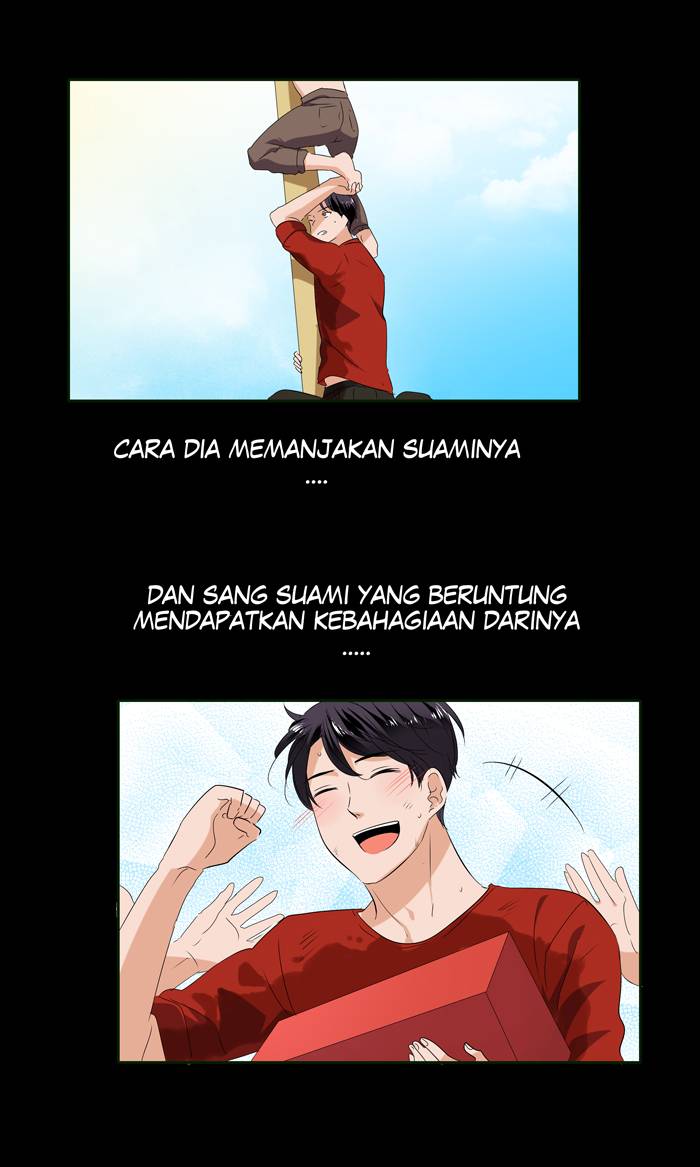 CARA DIA MEMANJAKAN SUAMINYA
....
DAN SANG SUAMI YANG BERUNTUNG
MENDAPATKAN KEBAHAGIAAN DARINYA
.....